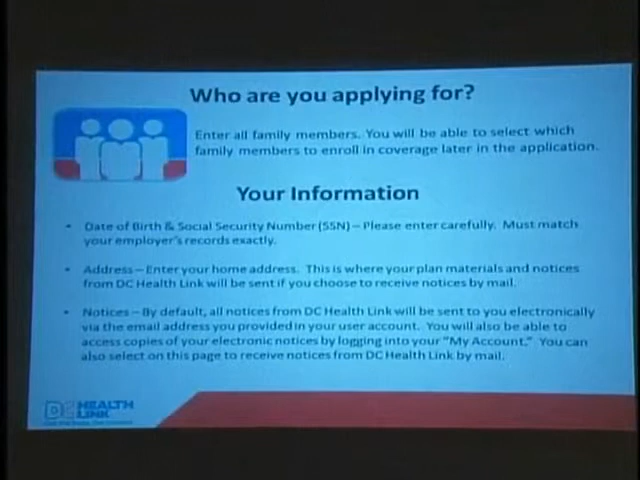 Who are you applying for?
Enter all family members. You will be able to select which
family members to enroll in coverage later in the application.
Your Information
• Date of Birth & Social Security Number (SSN) – Please enter carefully. Must match
your employer's records exactly.
• Address – Enter your home address. This is where your plan materials and notices
from DC Health Link will be sent if you choose to receive notices by mail.
• Notices – By default, all notices from DC Health Link will be sent to you electronically
via the email address you provided in your user account. You will also be able to
access copies of your electronic notices by logging into your "My Account." You can
also select on this page to receive notices from DC Health Link by mail.
DC HEALTH
LINK